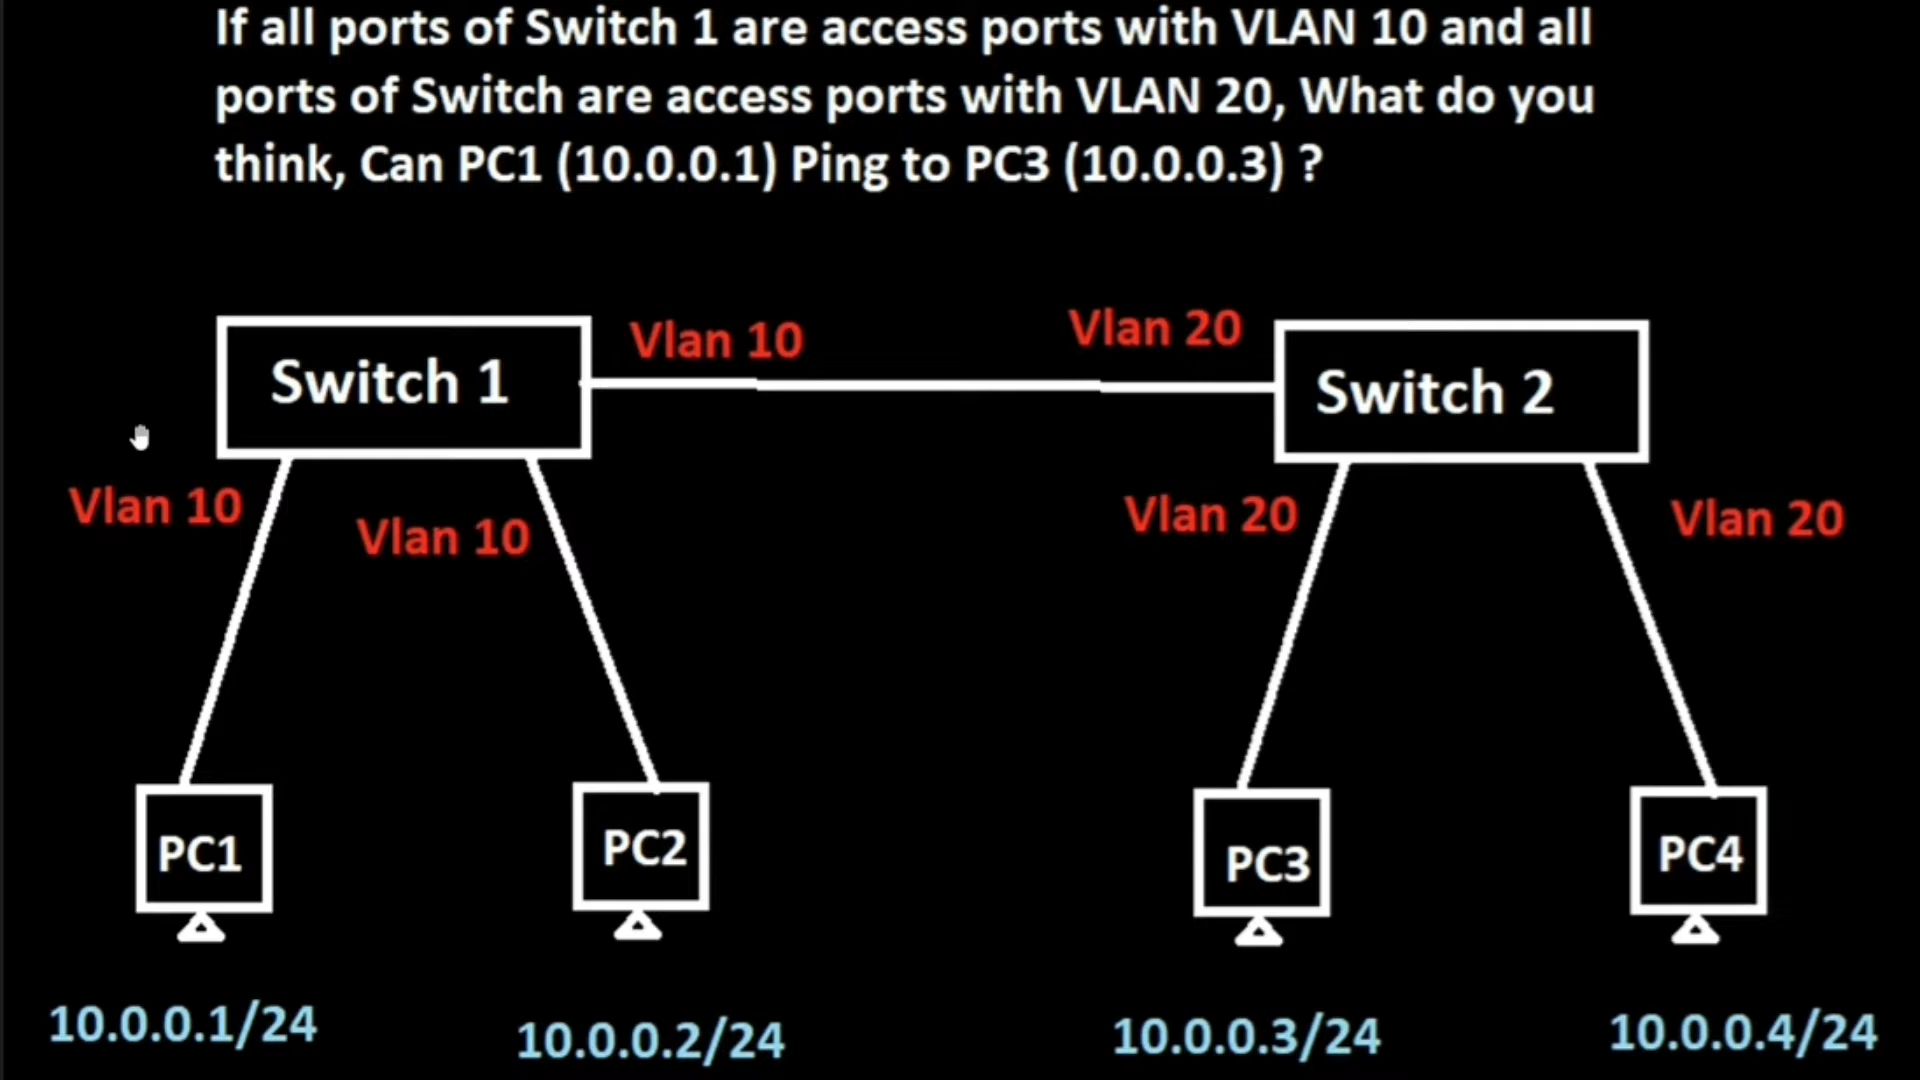 If all ports of Switch 1 are access ports with VLAN 10 and all
ports of Switch are access ports with VLAN 20, What do you
think, Can PC1 (10.0.0.1) Ping to PC3 (10.0.0.3) ?
Switch 1
Vlan 10
Vlan 20
Switch 2
Vlan 10
Vlan 10
Vlan 20
Vlan 20
PC1
PC2
PC3
PC4
10.0.0.1/24
10.0.0.2/24
10.0.0.3/24
10.0.0.4/24